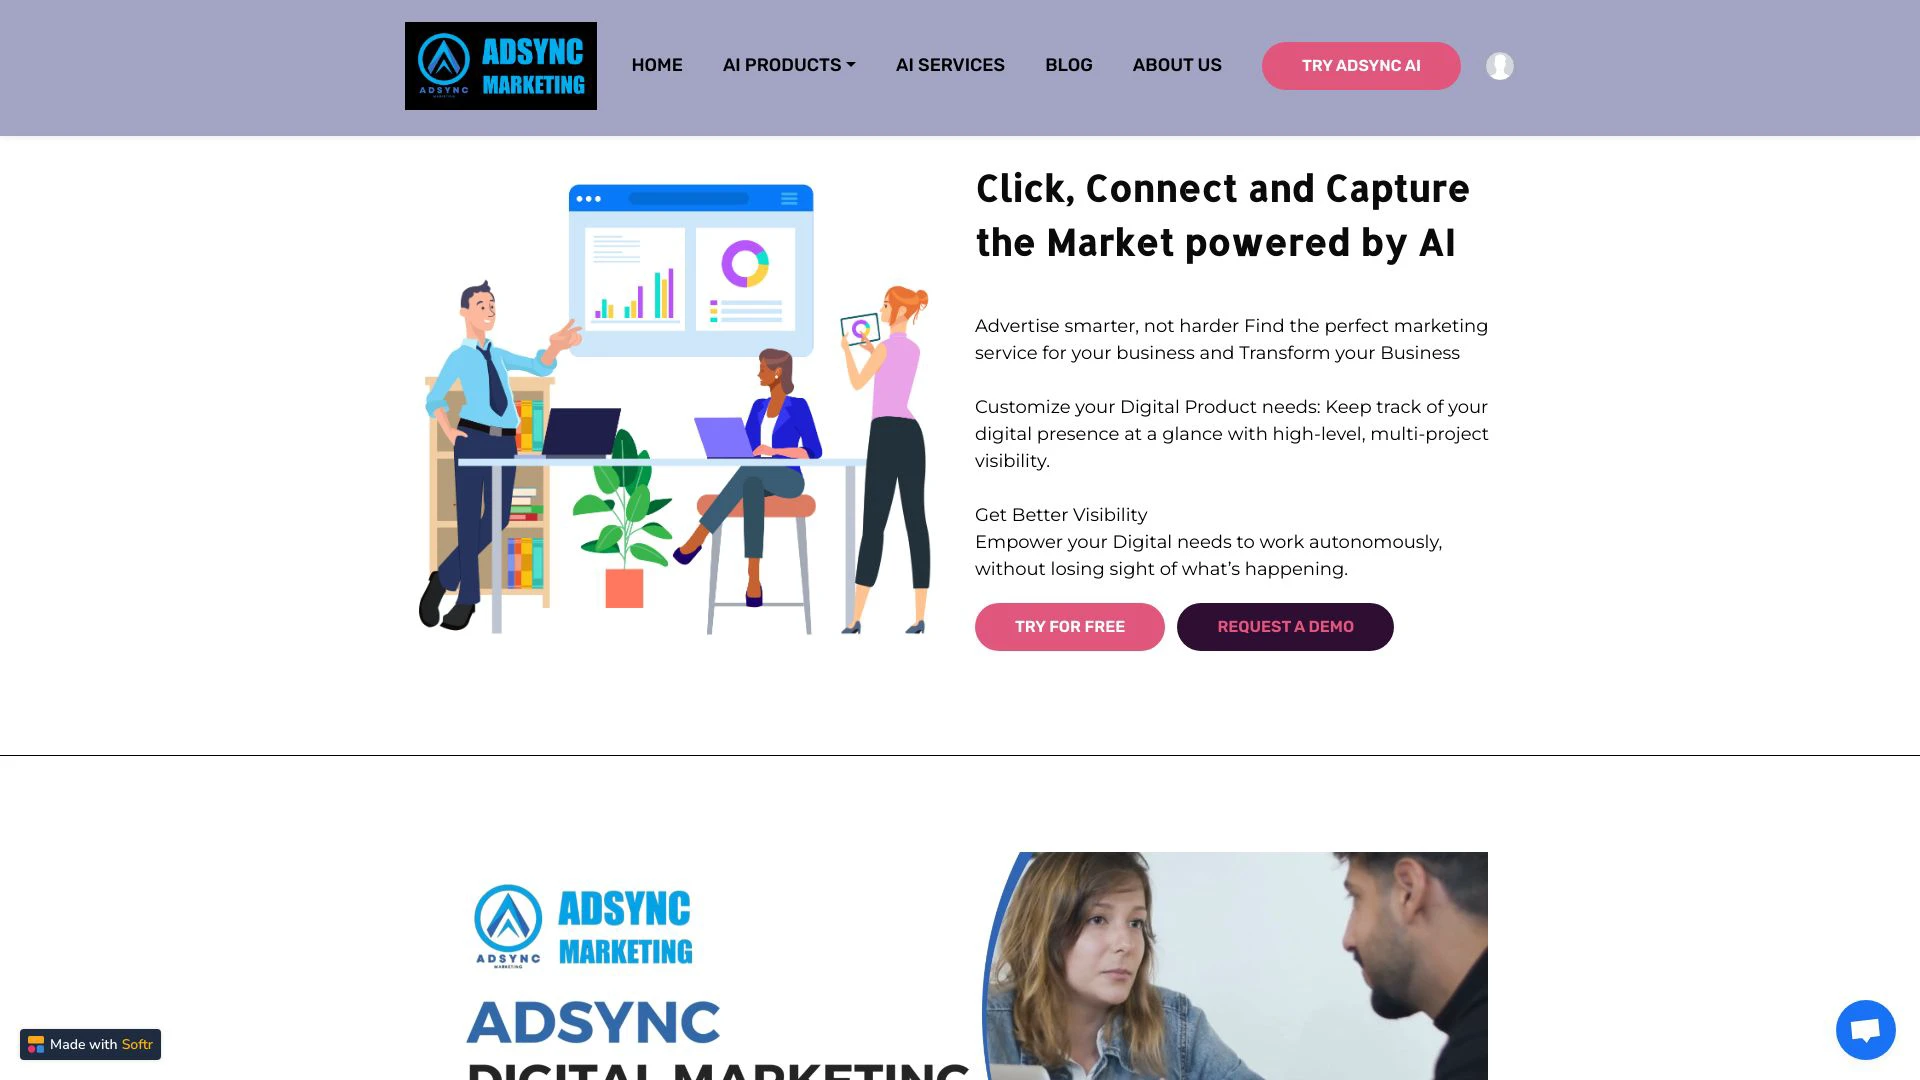 ADSYNC
MARKETING
ADSYNC
HOME
AI PRODUCTS
AI SERVICES
BLOG
ABOUT US
TRY ADSYNC AI
Click, Connect and Capture
the Market powered by AI
Advertise smarter, not harder Find the perfect marketing
service for your business and Transform your Business
Customize your Digital Product needs: Keep track of your
digital presence at a glance with high-level, multi-project
visibility.
Get Better Visibility
Empower your Digital needs to work autonomously,
without losing sight of what’s happening.
TRY FOR FREE
REQUEST A DEMO
ADSYNC
MARKETING
ADSYNC
MARKETING
ADSYNC
DIGITAL MARKETING
Made with Softr